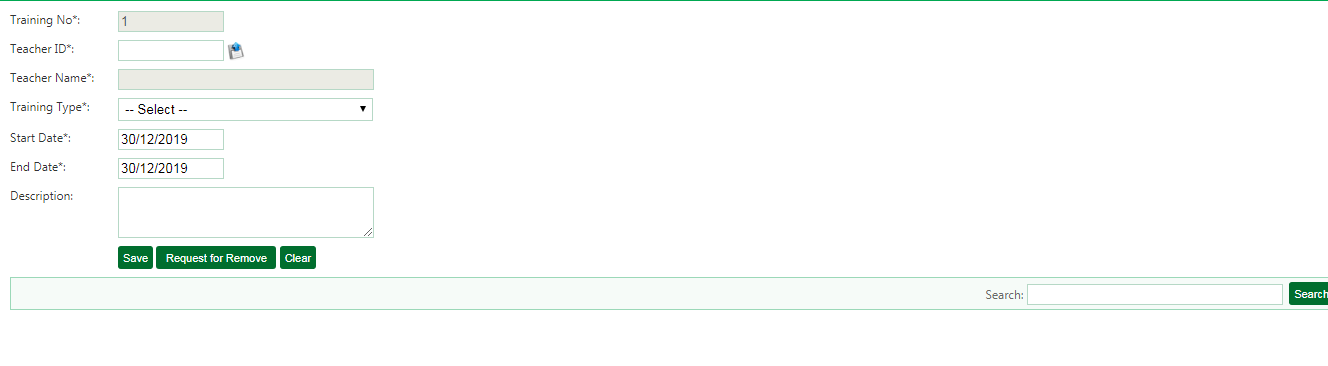 Training No*: 1
Teacher ID*:
Teacher Name*:
Training Type*: -- Select --
Start Date*: 30/12/2019
End Date*: 30/12/2019
Description:
Save Request for Remove Clear
Search: Search